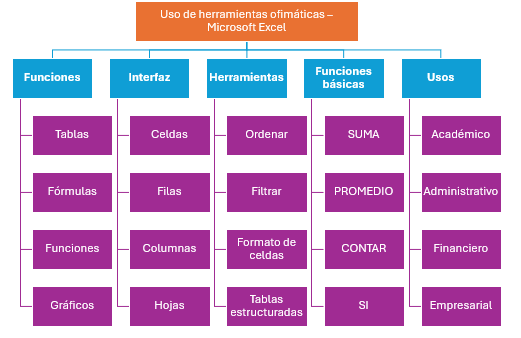 Uso de herramientas ofimáticas –
Microsoft Excel
Funciones
Interfaz
Herramientas
Funciones
básicas
Usos
Tablas
Celdas
Ordenar
SUMA
Académico
Fórmulas
Filas
Filtrar
PROMEDIO
Administrativo
Funciones
Columnas
Formato de
celdas
CONTAR
Financiero
Gráficos
Hojas
Tablas
estructuradas
SI
Empresarial